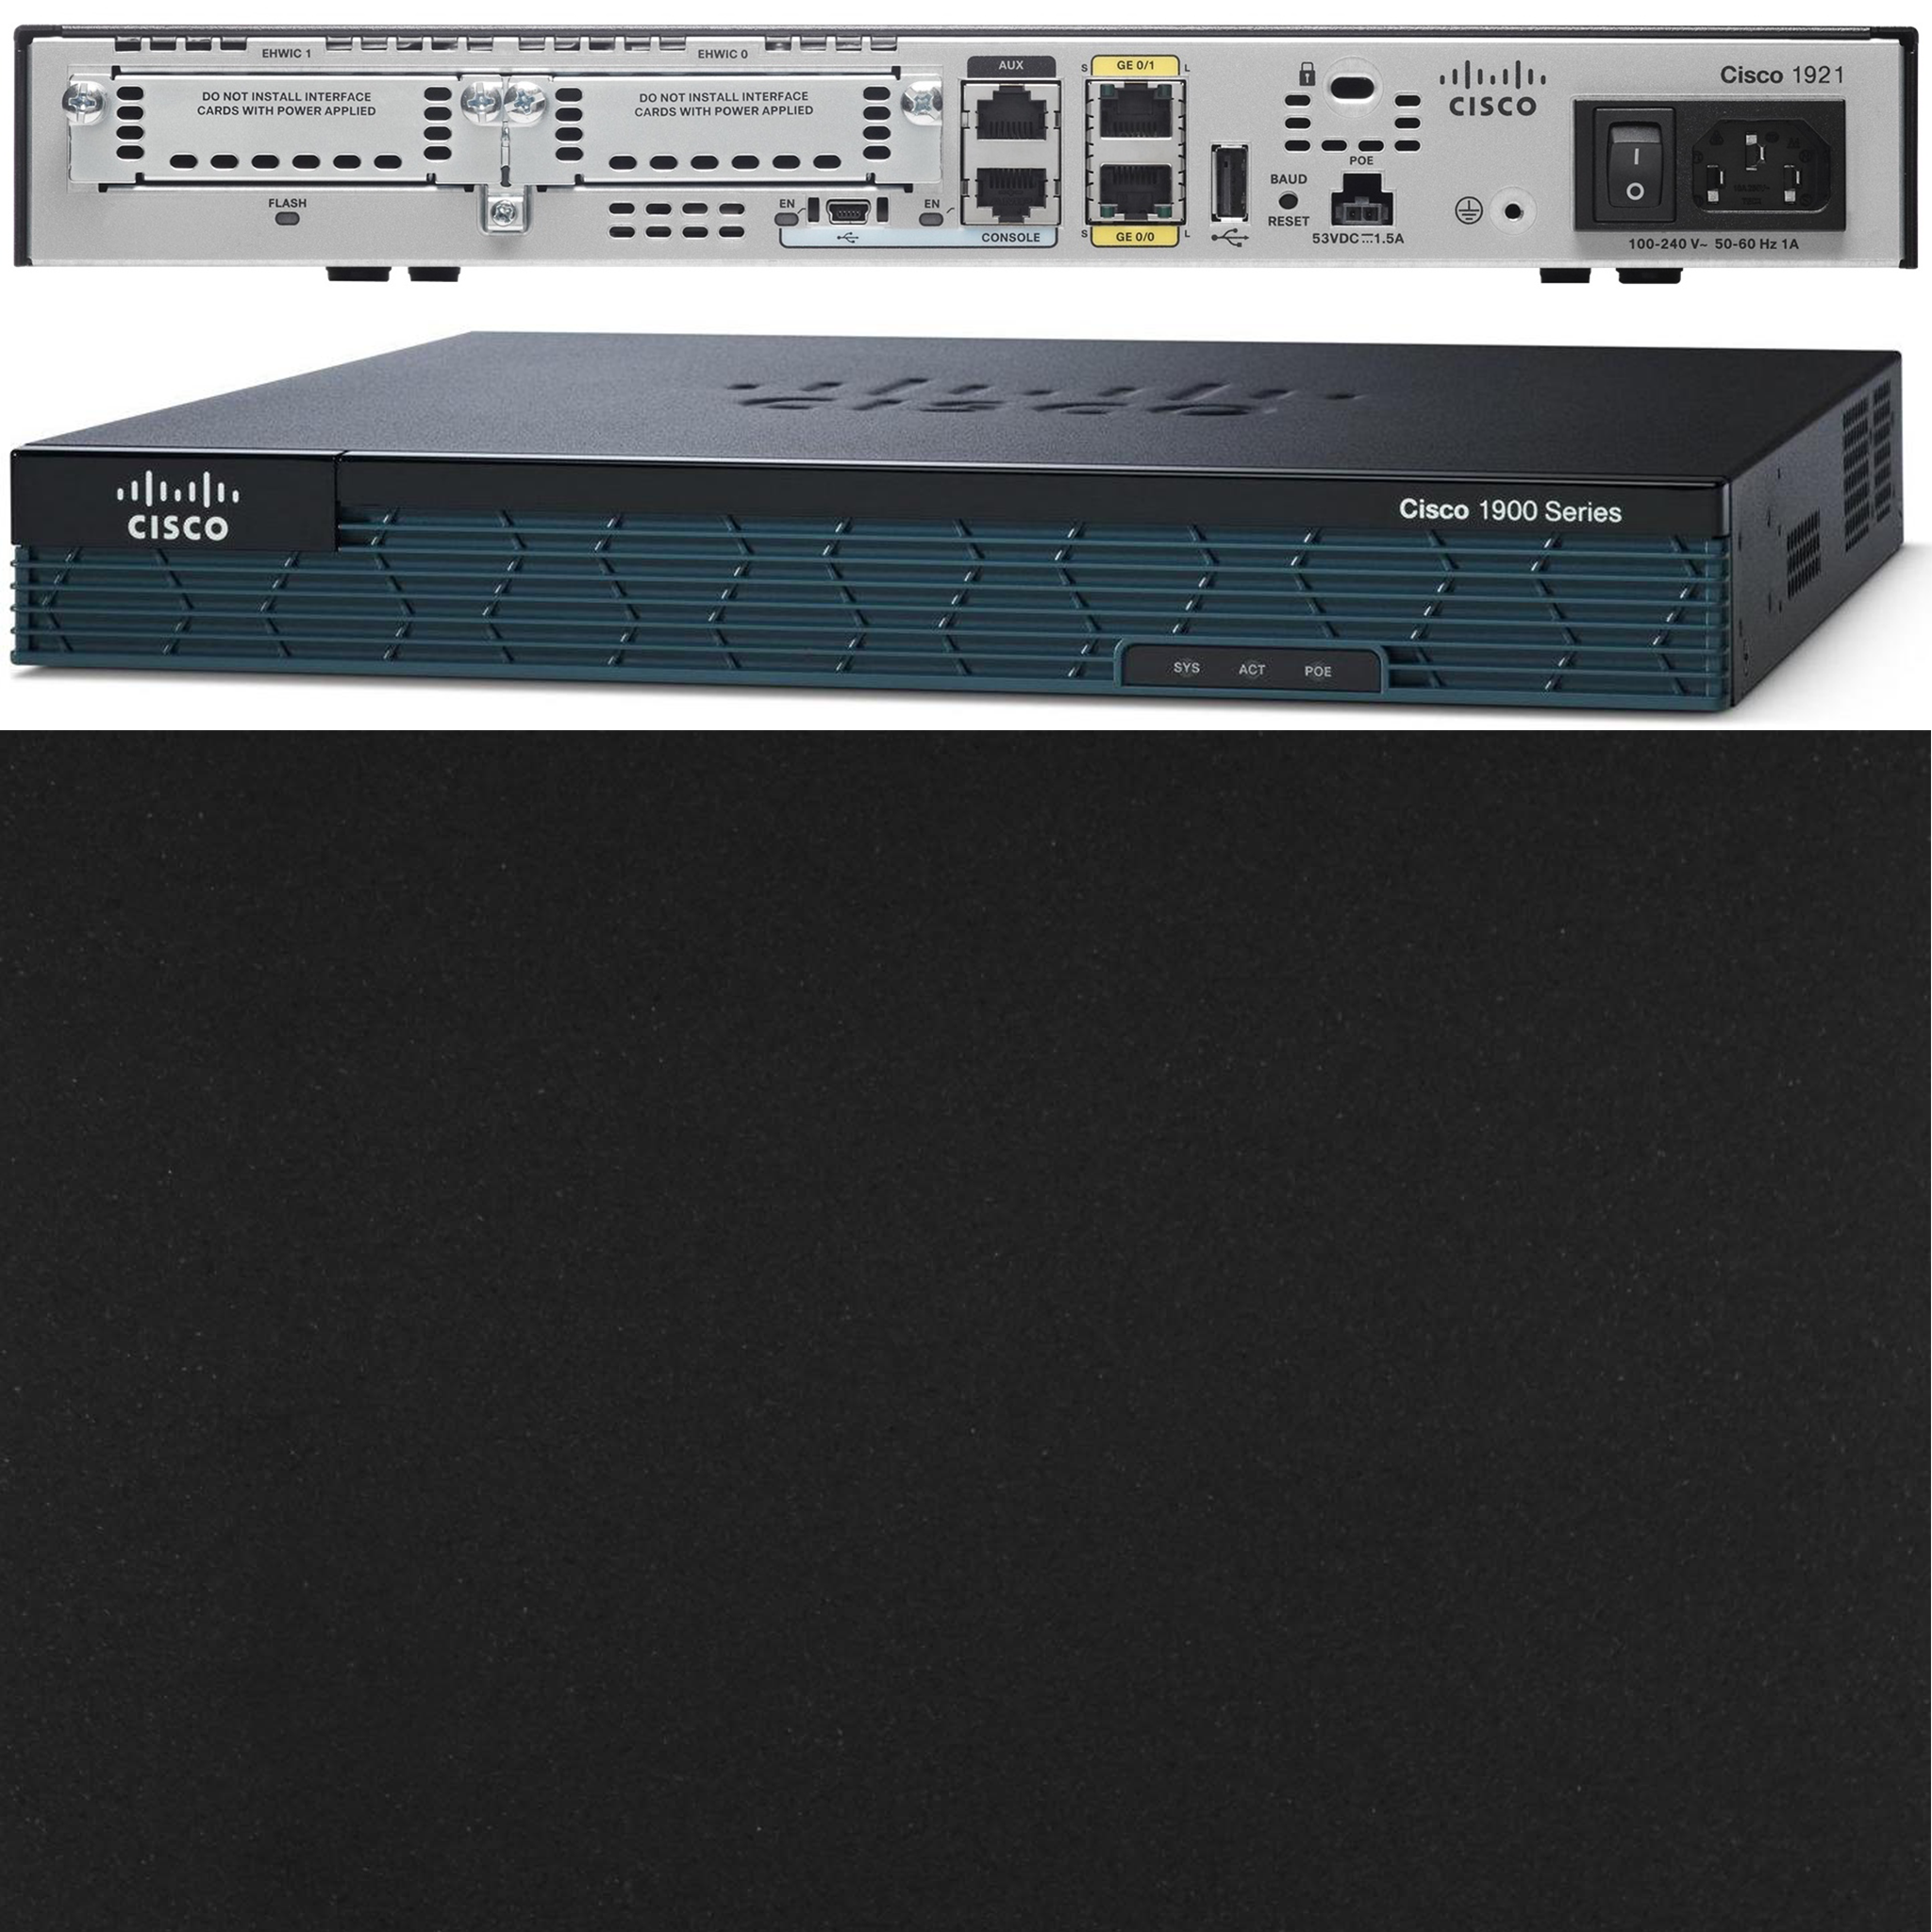 EHWIC 1
EHWIC 0
DO NOT INSTALL INTERFACE
CARDS WITH POWER APPLIED
DO NOT INSTALL INTERFACE
CARDS WITH POWER APPLIED
FLASH
EN
EN
AUX
CONSOLE
S GE 0/1 L
S GE 0/0 L
BAUD
RESET
POE
53VDC⎓1.5A
CISCO
Cisco 1921
I
O
100-240 V~ 50-60 Hz 1A
CISCO
CISCO
Cisco 1900 Series
SYS ACT POE